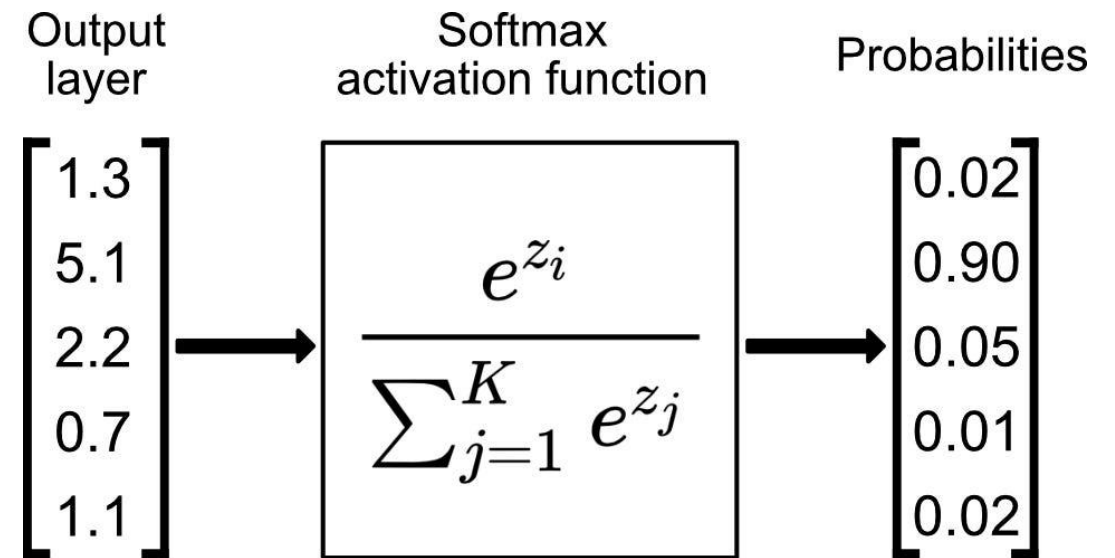 Output
layer
Softmax
activation function
Probabilities
1.3
5.1
2.2
0.7
1.1
e^{z_i}
∑_{j=1}^{K} e^{z_j}
0.02
0.90
0.05
0.01
0.02